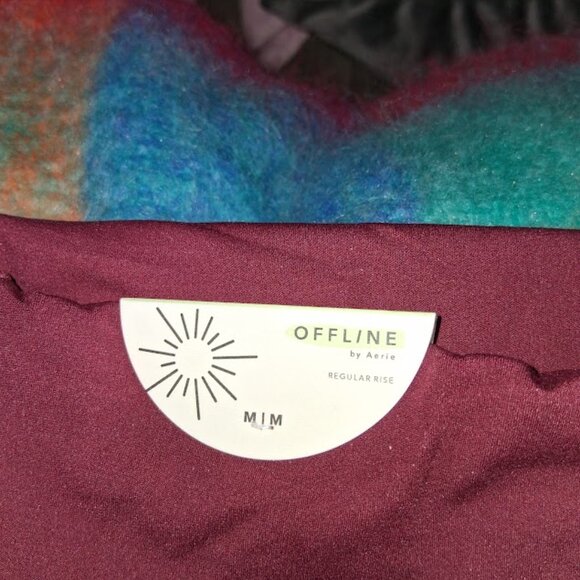 OFFLINE
by Aerie
REGULAR RISE
M|M